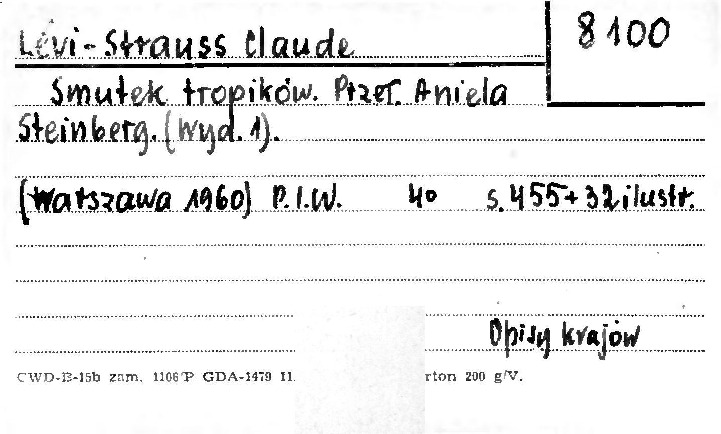 Lévi-Strauss Claude
8100
Smutek tropików. Przeł. Aniela
Steinberg. (Wyd. 1).
(Warszawa 1960) P.I.W. 4o s. 455+32 ilustr.
Opisy krajów
CWD-B-15b zam. 1106/P GDA-1479 II. rton 200 g/V.